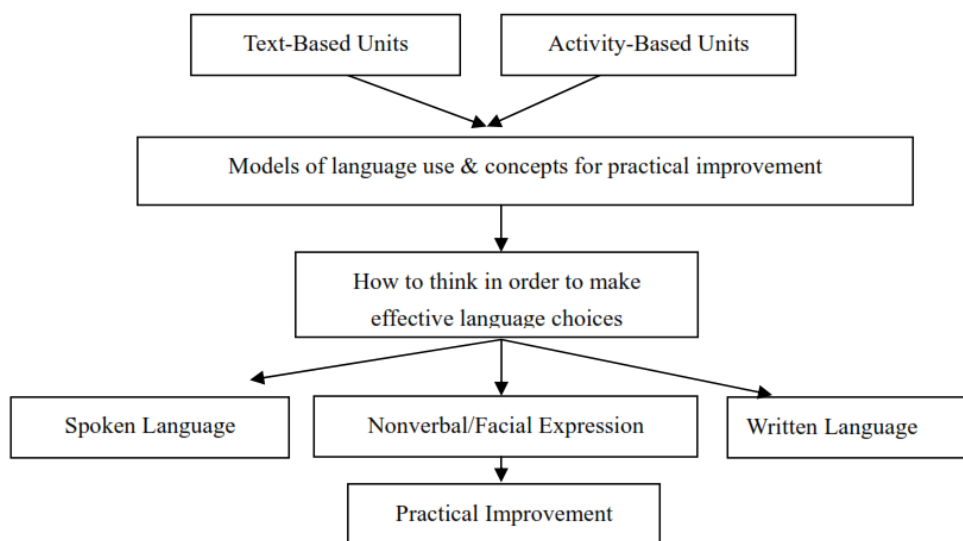 Text-Based Units
Activity-Based Units
Models of language use & concepts for practical improvement
How to think in order to make
effective language choices
Spoken Language
Nonverbal/Facial Expression
Written Language
Practical Improvement